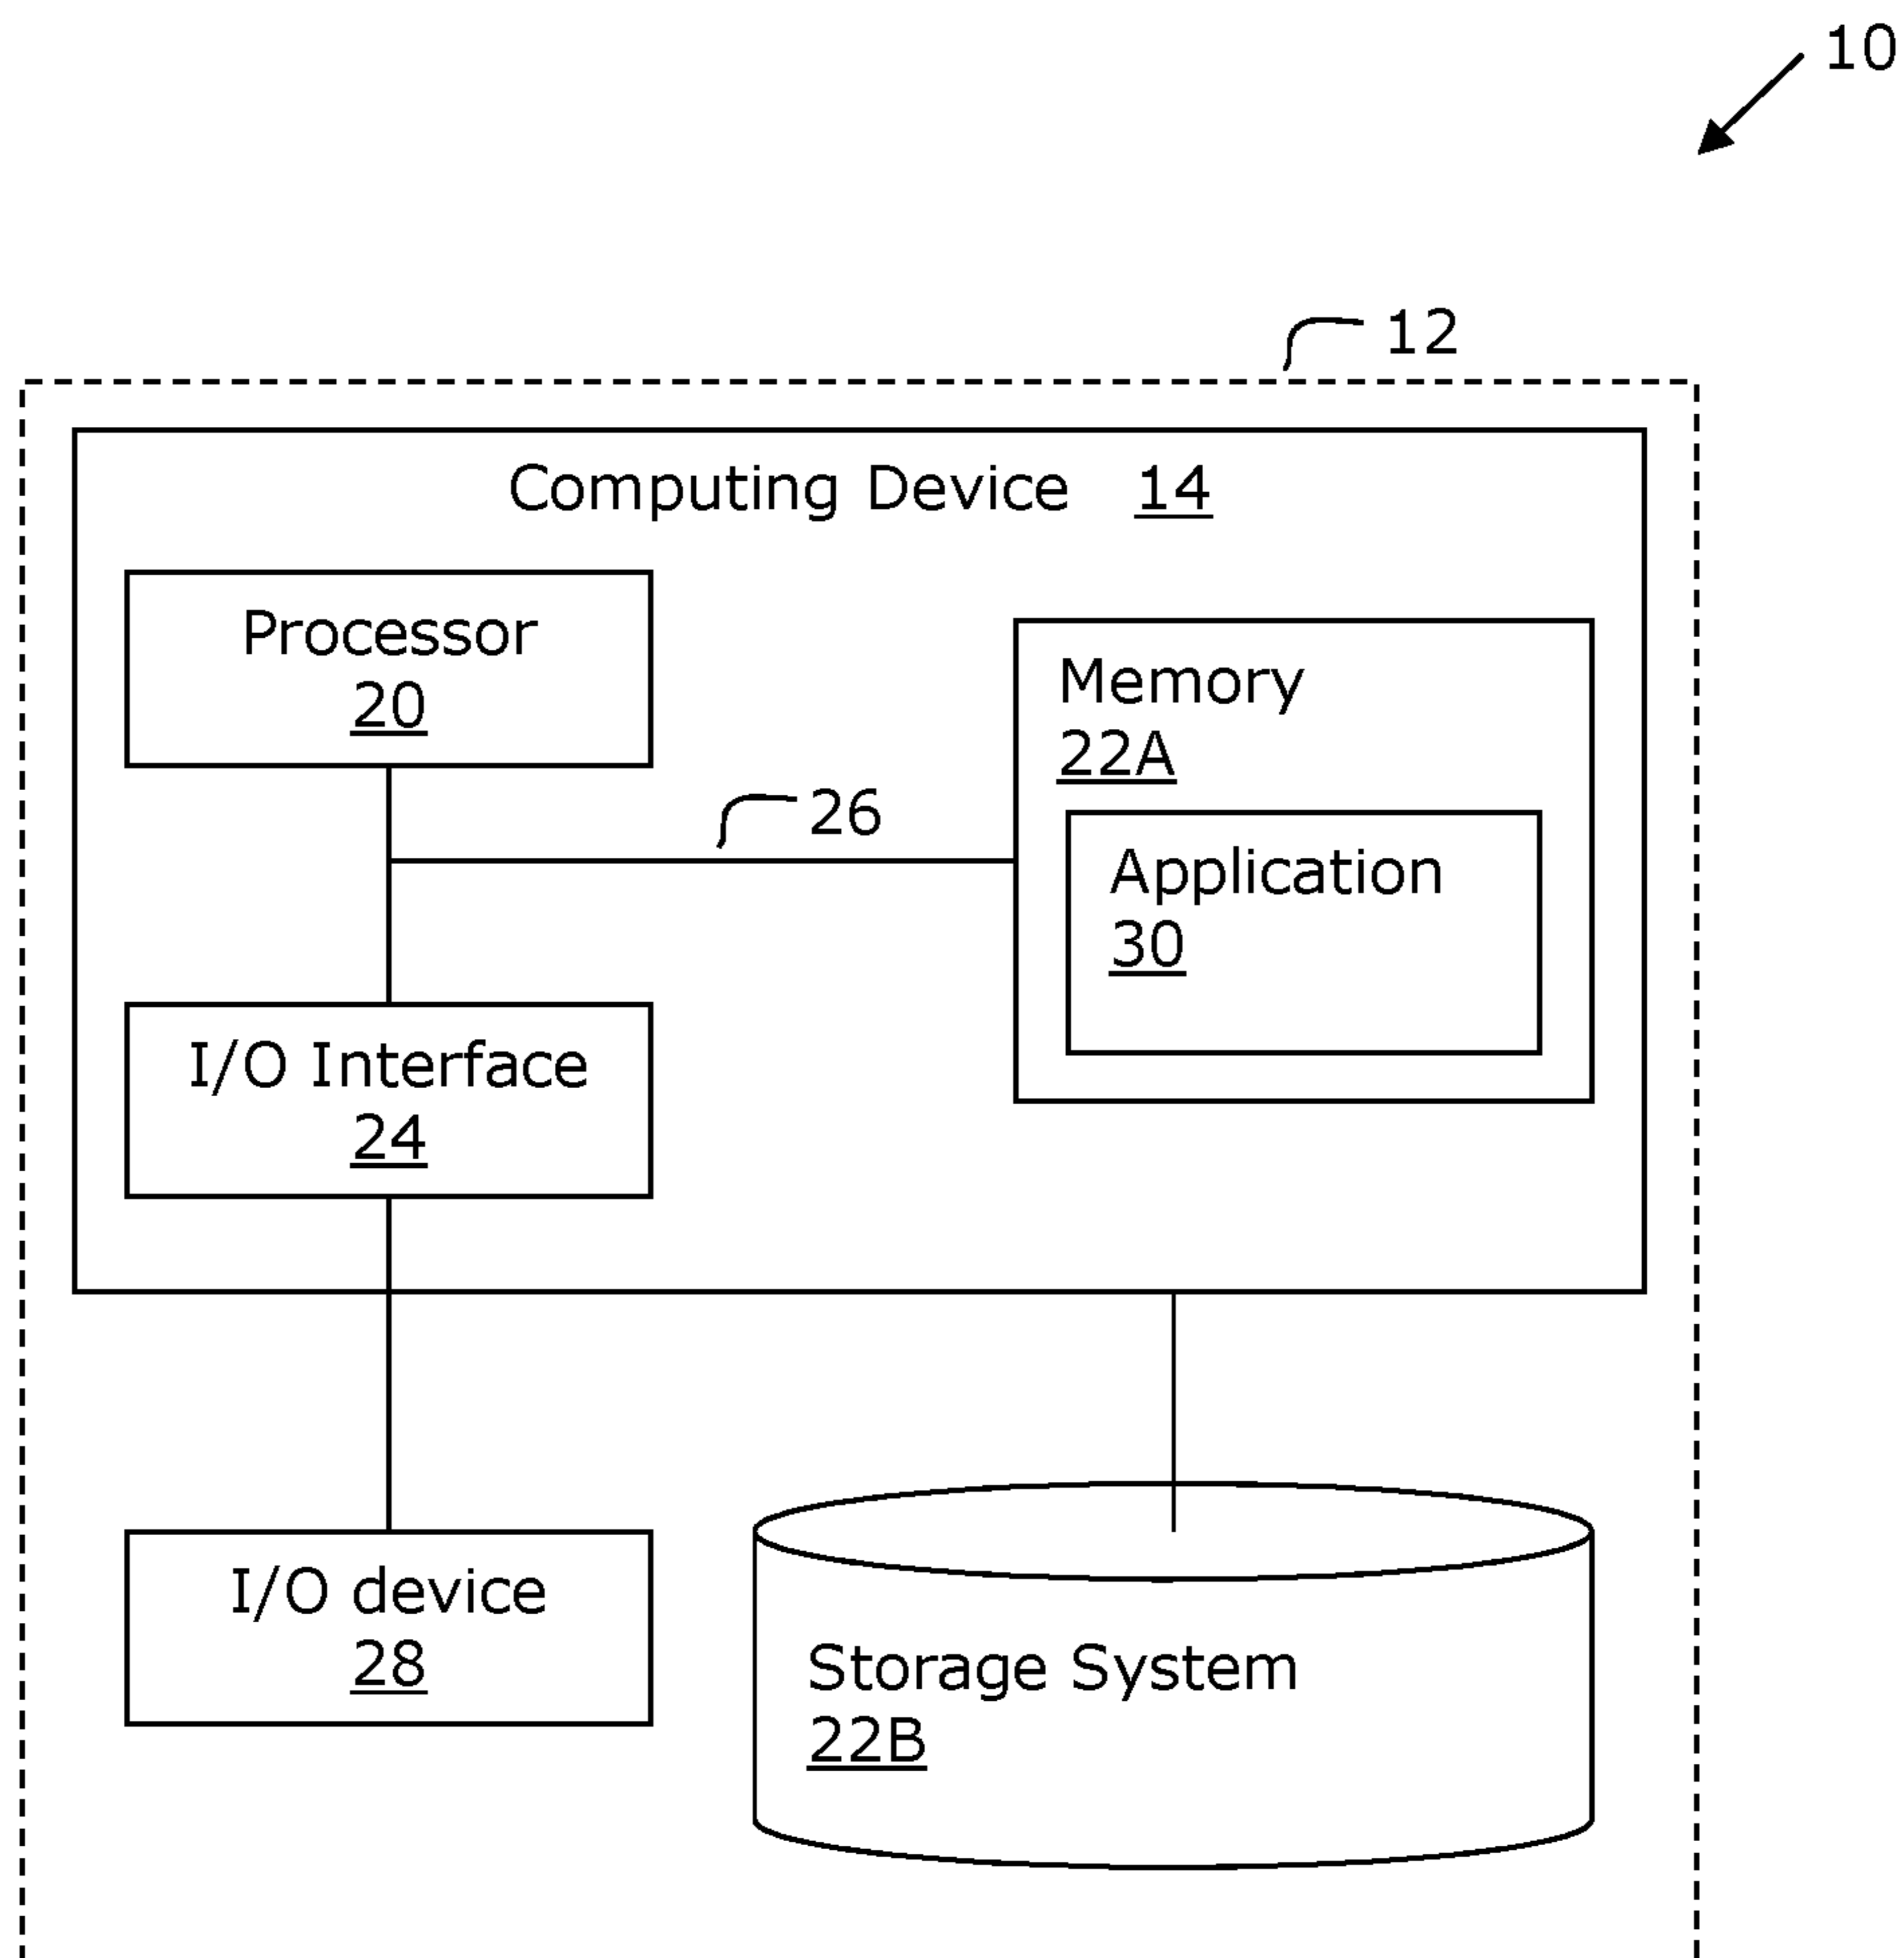 10
12
Computing Device 14
Processor
20
Memory
22A
26
Application
30
I/O Interface
24
I/O device
28
Storage System
22B